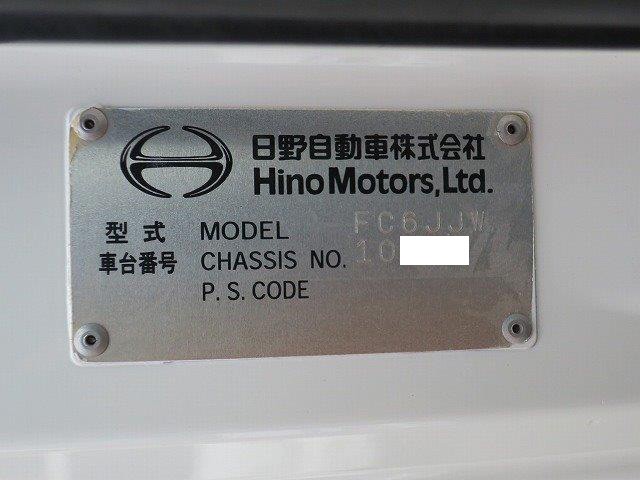 日野自動車株式会社
Hino Motors, Ltd.
型式 MODEL FC6JJW
車台番号 CHASSIS NO. 10
P. S. CODE